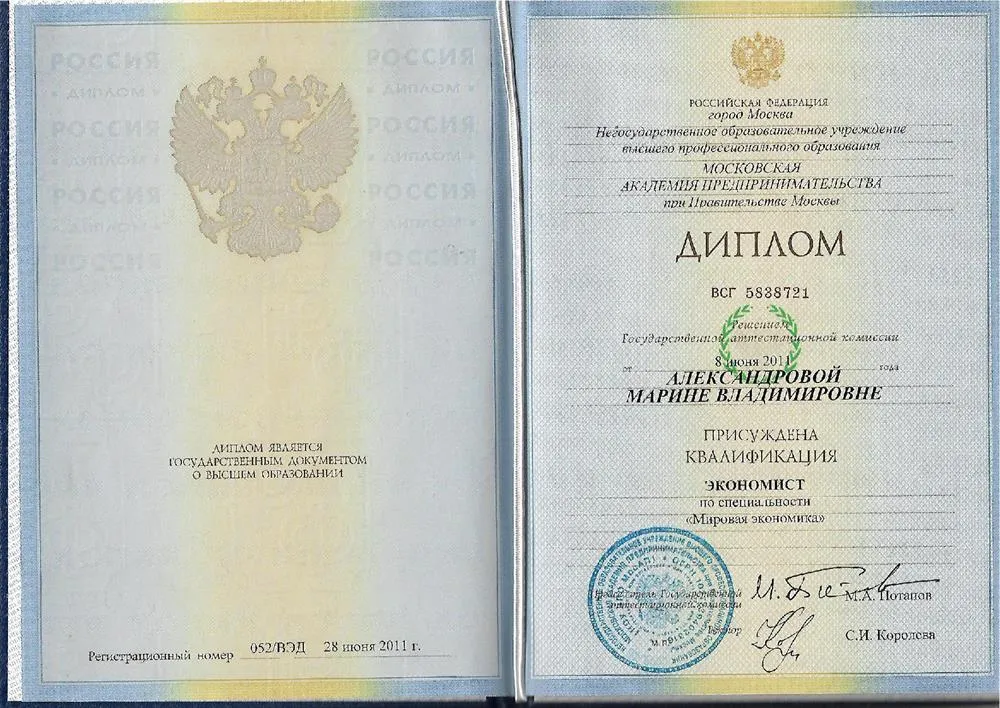 РОССИЯ РОССИЯ
ДИПЛОМ ДИПЛОМ
РОССИЯ РОССИЯ
ДИПЛОМ ДИПЛОМ
РОССИЯ РОССИЯ
ДИПЛОМ ДИПЛОМ
РОССИЯ РОССИЯ
ДИПЛОМ ЯВЛЯЕТСЯ
ГОСУДАРСТВЕННЫМ ДОКУМЕНТОМ
О ВЫСШЕМ ОБРАЗОВАНИИ
Регистрационный номер 052/ВЭД 28 июня 2011 г.
РОССИЙСКАЯ ФЕДЕРАЦИЯ
город Москва
Негосударственное образовательное учреждение
высшего профессионального образования
МОСКОВСКАЯ
АКАДЕМИЯ ПРЕДПРИНИМАТЕЛЬСТВА
при Правительстве Москвы
ДИПЛОМ
ВСГ 5838721
Решением
Государственной аттестационной комиссии
от 8 июня 2011 года
АЛЕКСАНДРОВОЙ
МАРИНЕ ВЛАДИМИРОВНЕ
ПРИСУЖДЕНА
КВАЛИФИКАЦИЯ
ЭКОНОМИСТ
по специальности
«Мировая экономика»
Председатель Государственной
аттестационной комиссии М.А. Потапов
Ректор С.И. Королева